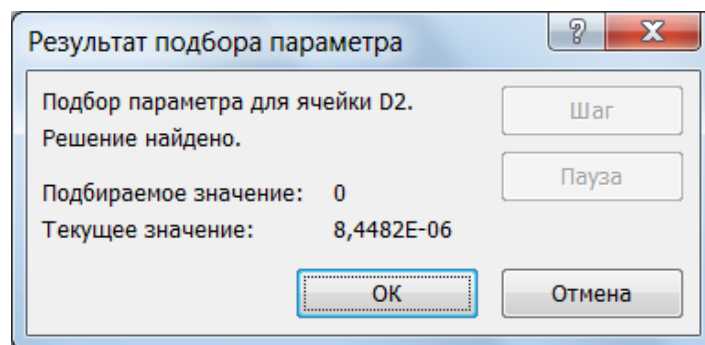 Результат подбора параметра
Подбор параметра для ячейки D2.
Решение найдено.
Подбираемое значение: 0
Текущее значение: 8,4482E-06
Шаг
Пауза
ОК
Отмена